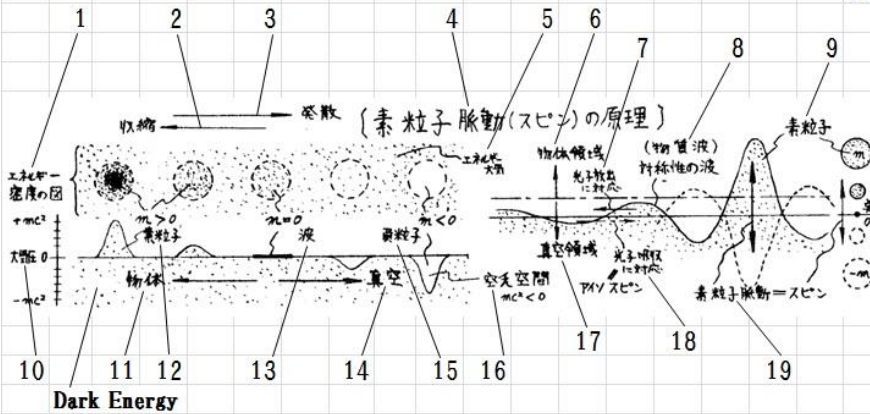 1 2 3 4 5 6 7 8 9
発散
収縮
{素粒子脈動(スピン)の原理}
エネルギー
密度の図
エネルギー
大気
物体領域
光子放出
に対応
(物質波)
対称性の波
素粒子
-m
m>0
m=0
m<0
+mc²
素粒子
波
負粒子
大気圧 0
物体
真空
空孔空間
mc²<0
-mc²
真空領域
光子吸収
に対応
アイソスピン
素粒子脈動=スピン
-m
10 11 12 13 14 15 16 17 18 19
Dark Energy